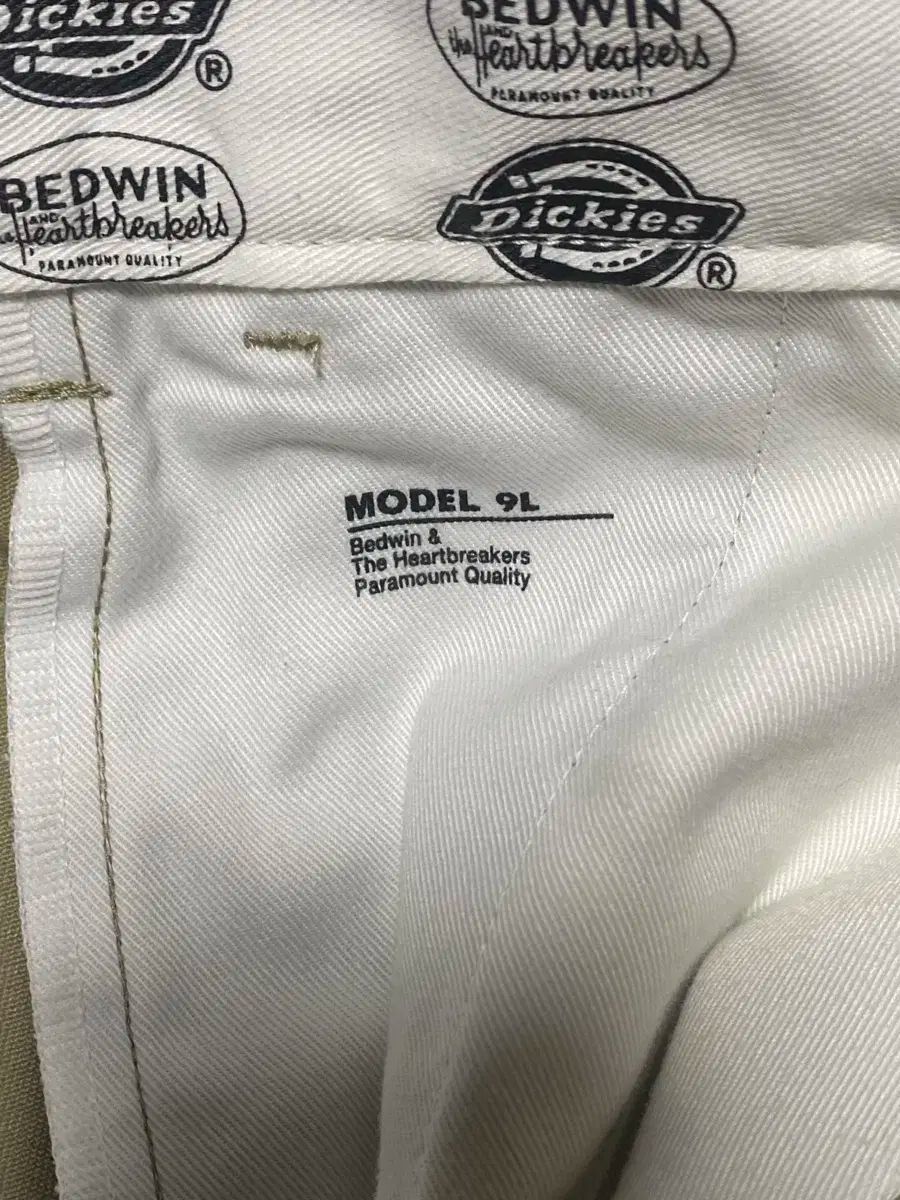 Dickies
®
BEDWIN
AND
the Heartbreakers
PARAMOUNT QUALITY
BEDWIN
AND
the Heartbreakers
PARAMOUNT QUALITY
Dickies
®
MODEL 9L
Bedwin &
The Heartbreakers
Paramount Quality